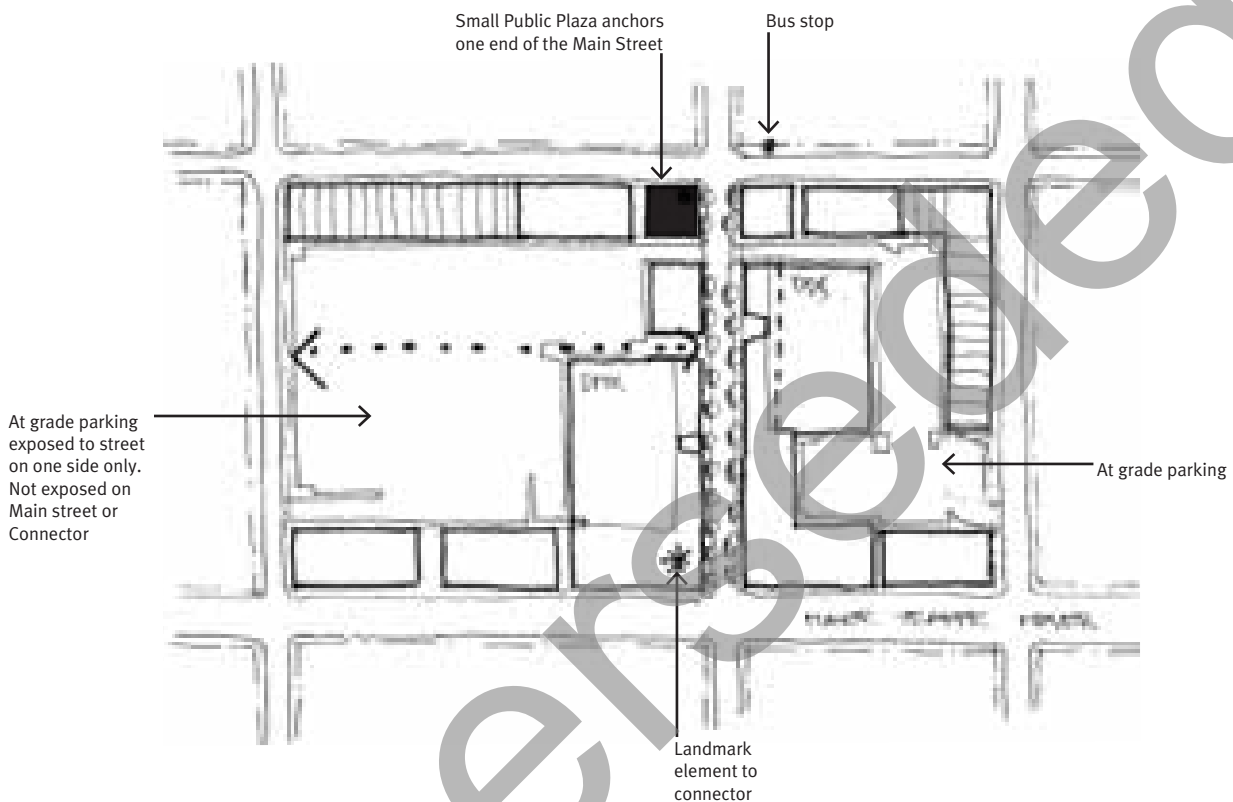 Small Public Plaza anchors
one end of the Main Street
Bus stop
At grade parking
exposed to street
on one side only.
Not exposed on
Main street or
Connector
At grade parking
Landmark
element to
connector